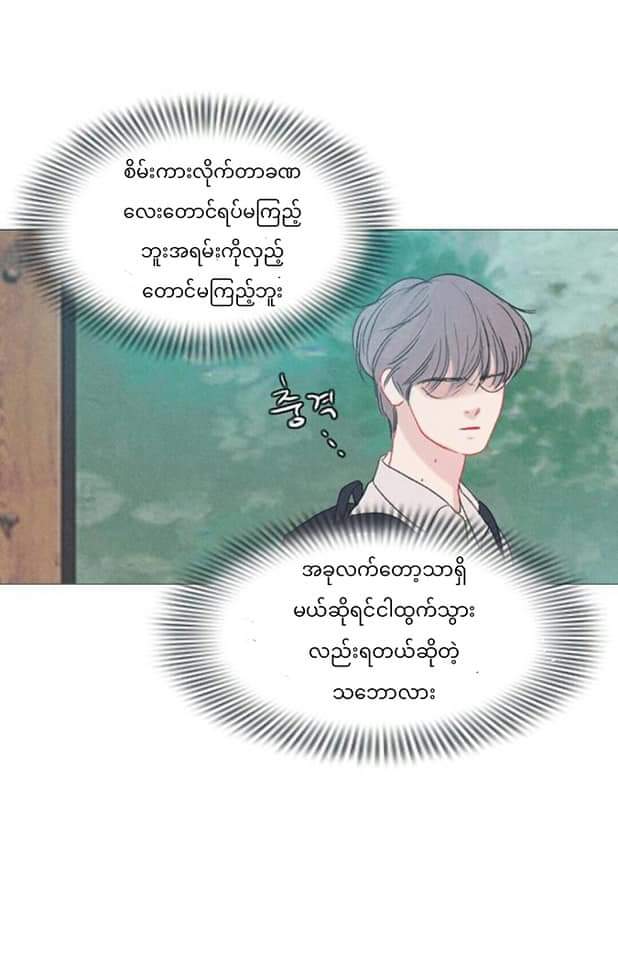 စိမ်းကားလိုက်တာခဏ
လေးတောင်ရပ်မကြည့်
ဘူးအရမ်းကိုလှည့်
တောင်မကြည့်ဘူး
충격
အခုလက်တော့သာရှိ
မယ်ဆိုရင်ငါထွက်သွား
လည်းရတယ်ဆိုတဲ့
သဘောလား